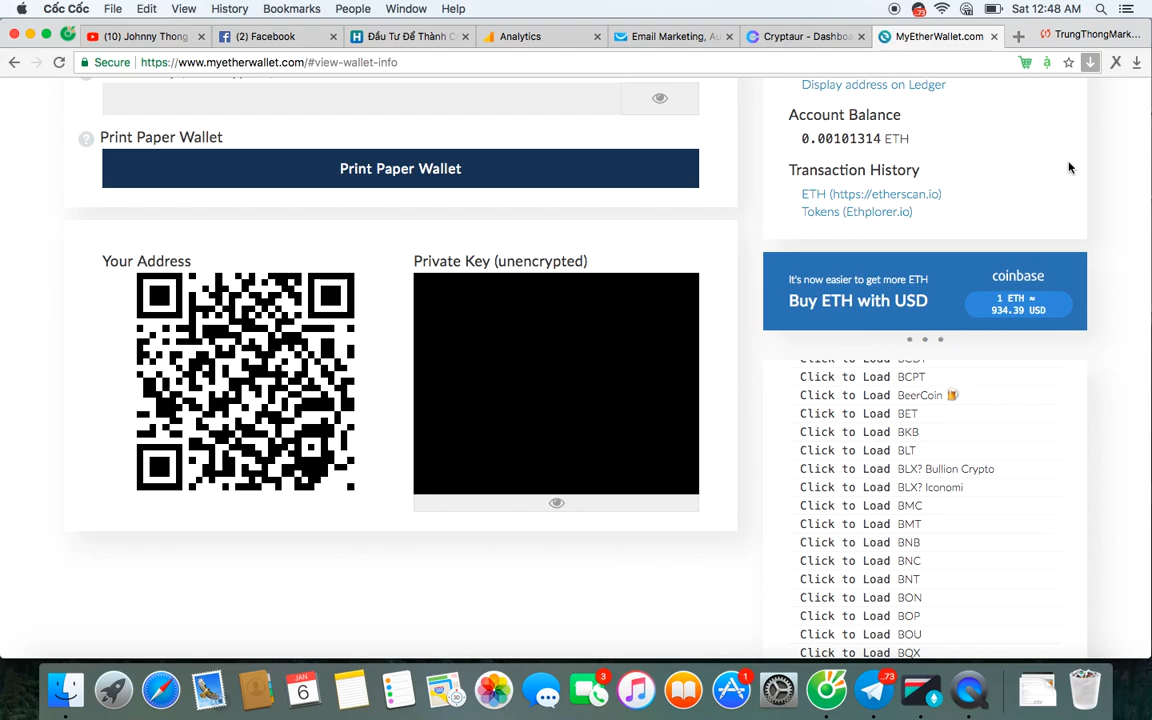 Cốc Cốc File Edit View History Bookmarks People Window Help
Sat 12:48 AM
(10) Johnny Thong
(2) Facebook
Đầu Tư Để Thành C
Analytics
Email Marketing, Au
Cryptaur - Dashboa
MyEtherWallet.com
TrungThongMark
Secure https://www.myetherwallet.com/#view-wallet-info
Display address on Ledger
Account Balance
0.00101314 ETH
Print Paper Wallet
Print Paper Wallet
Transaction History
ETH (https://etherscan.io)
Tokens (Ethplorer.io)
Your Address
Private Key (unencrypted)
It's now easier to get more ETH
Buy ETH with USD
coinbase
1 ETH ≈
934.39 USD
Click to Load BCPT
Click to Load BeerCoin 🍺
Click to Load BET
Click to Load BKB
Click to Load BLT
Click to Load BLX? Bullion Crypto
Click to Load BLX? Iconomi
Click to Load BMC
Click to Load BMT
Click to Load BNB
Click to Load BNC
Click to Load BNT
Click to Load BON
Click to Load BOP
Click to Load BOU
Click to Load BQX
JAN
6
3
1
73